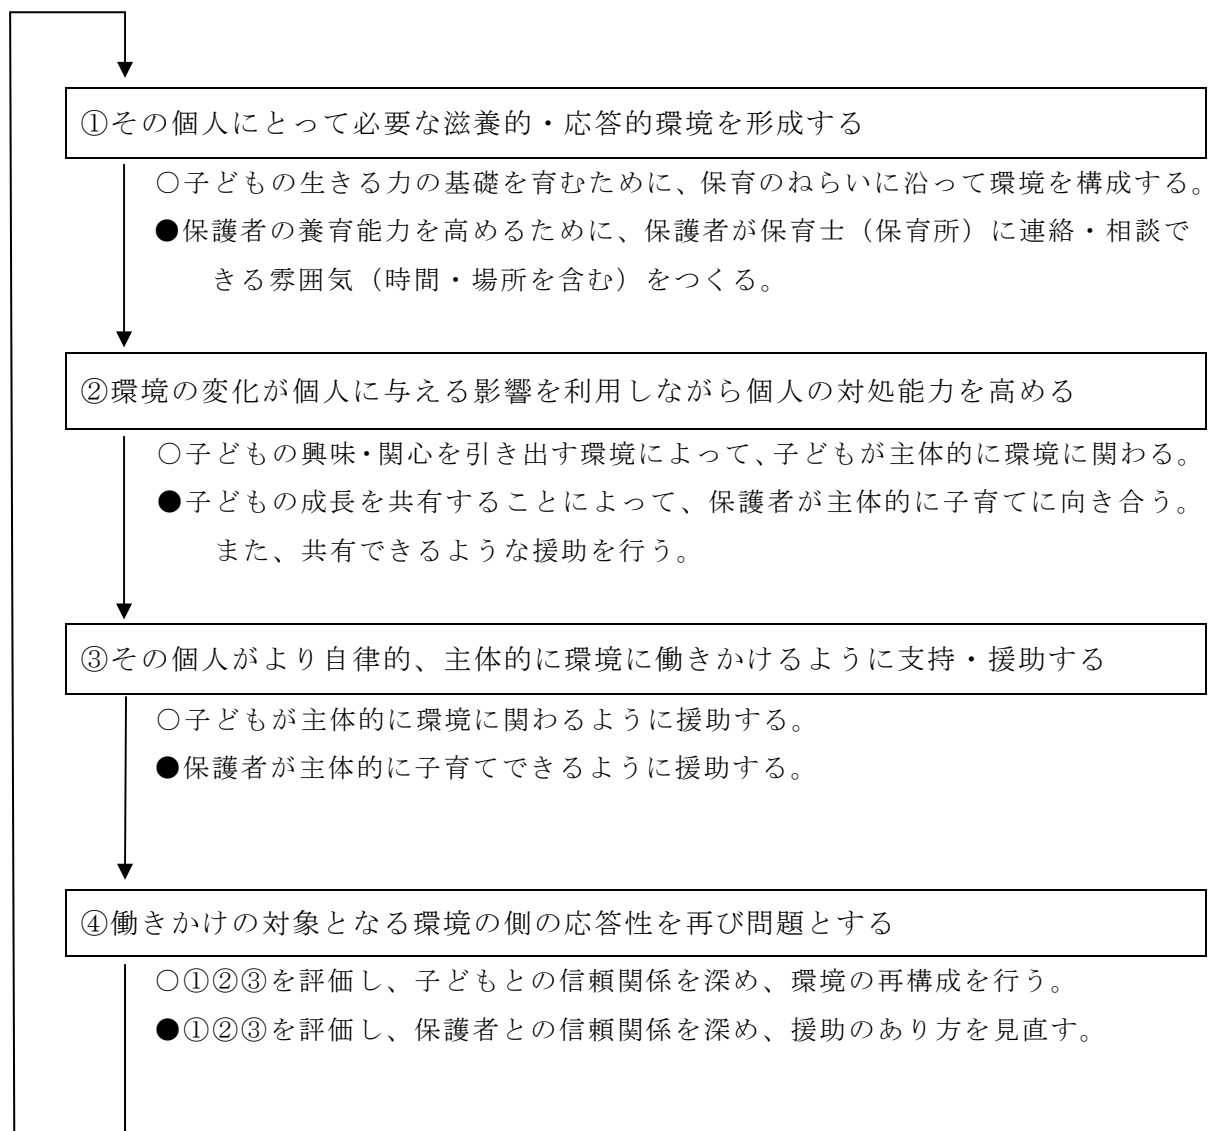 ①その個人にとって必要な滋養的・応答的環境を形成する
○子どもの生きる力の基礎を育むために、保育のねらいに沿って環境を構成する。
●保護者の養育能力を高めるために、保護者が保育士（保育所）に連絡・相談で
きる雰囲気（時間・場所を含む）をつくる。
②環境の変化が個人に与える影響を利用しながら個人の対処能力を高める
○子どもの興味・関心を引き出す環境によって、子どもが主体的に環境に関わる。
●子どもの成長を共有することによって、保護者が主体的に子育てに向き合う。
また、共有できるような援助を行う。
③その個人がより自律的、主体的に環境に働きかけるように支持・援助する
○子どもが主体的に環境に関わるように援助する。
●保護者が主体的に子育てできるように援助する。
④働きかけの対象となる環境の側の応答性を再び問題とする
○①②③を評価し、子どもとの信頼関係を深め、環境の再構成を行う。
●①②③を評価し、保護者との信頼関係を深め、援助のあり方を見直す。